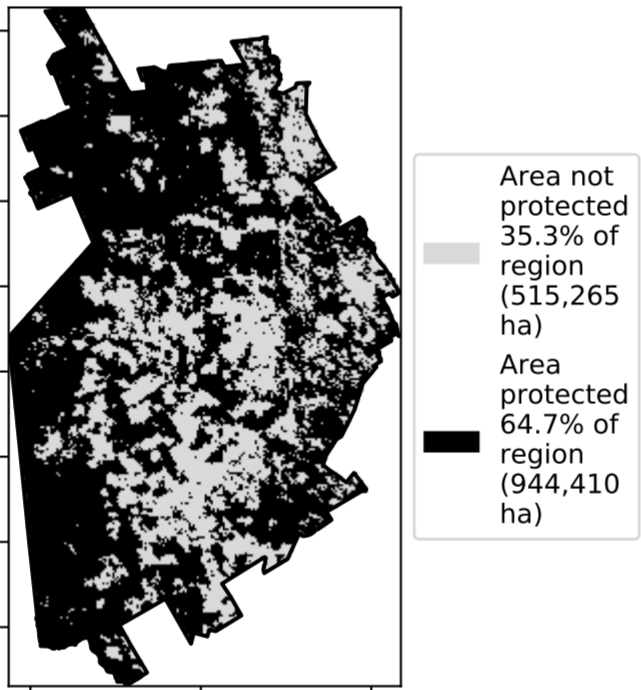 Area not
protected
35.3% of
region
(515,265
ha)
Area
protected
64.7% of
region
(944,410
ha)